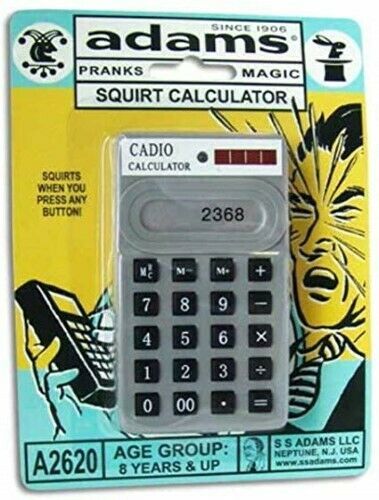 SINCE 1906
adams®
PRANKS MAGIC
SQUIRT CALCULATOR
SQUIRTS
WHEN YOU
PRESS ANY
BUTTON!
CADIO
CALCULATOR
2368
M R C M− M+ +
7 8 9 −
4 5 6 ×
1 2 3 ÷
0 00 . =
A2620
AGE GROUP:
8 YEARS & UP
S S ADAMS LLC
NEPTUNE, N.J. USA
www.ssadams.com